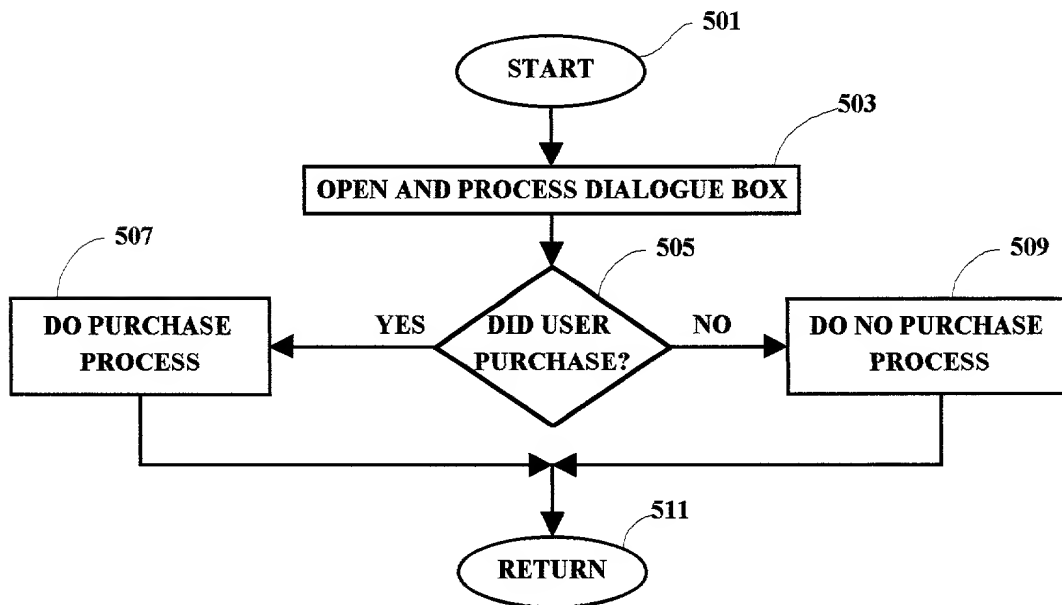 501
START
503
OPEN AND PROCESS DIALOGUE BOX
507
505
509
DO PURCHASE
PROCESS
YES
DID USER
PURCHASE?
NO
DO NO PURCHASE
PROCESS
511
RETURN